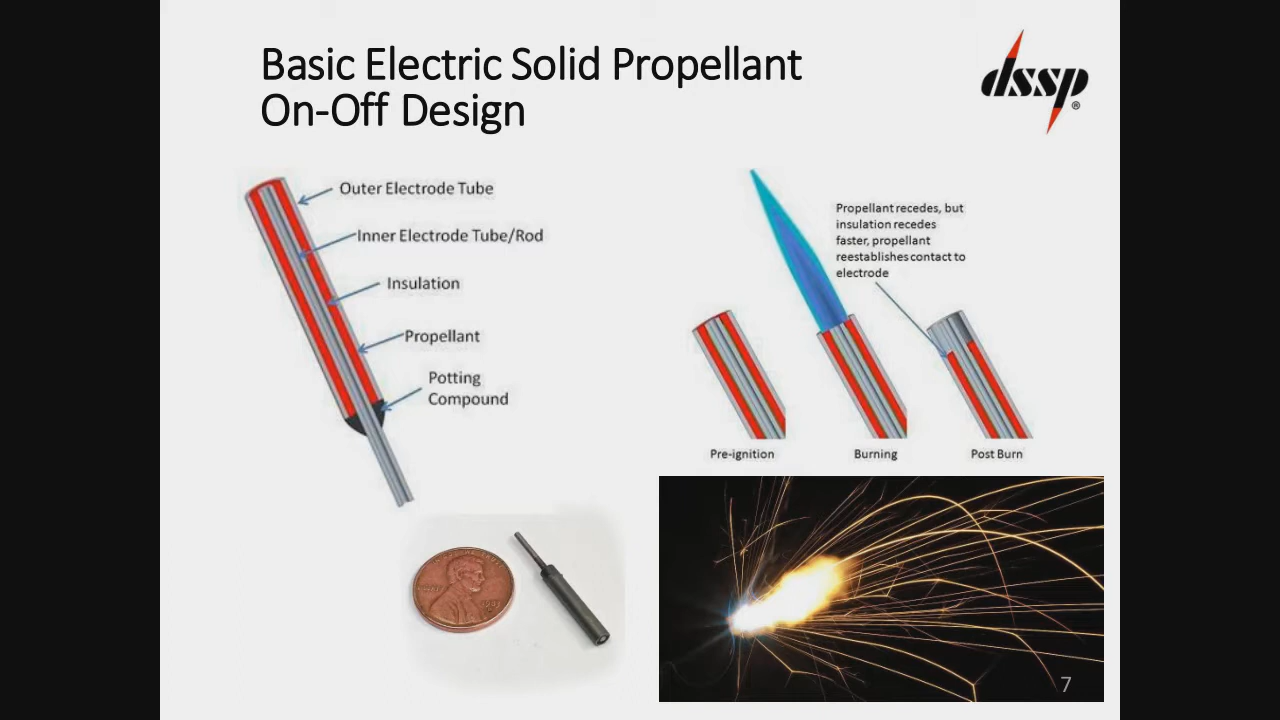 Basic Electric Solid Propellant
On-Off Design
dssp®
Outer Electrode Tube
Inner Electrode Tube/Rod
Insulation
Propellant
Potting
Compound
Propellant recedes, but
insulation recedes
faster, propellant
reestablishes contact to
electrode
Pre-ignition
Burning
Post Burn
7